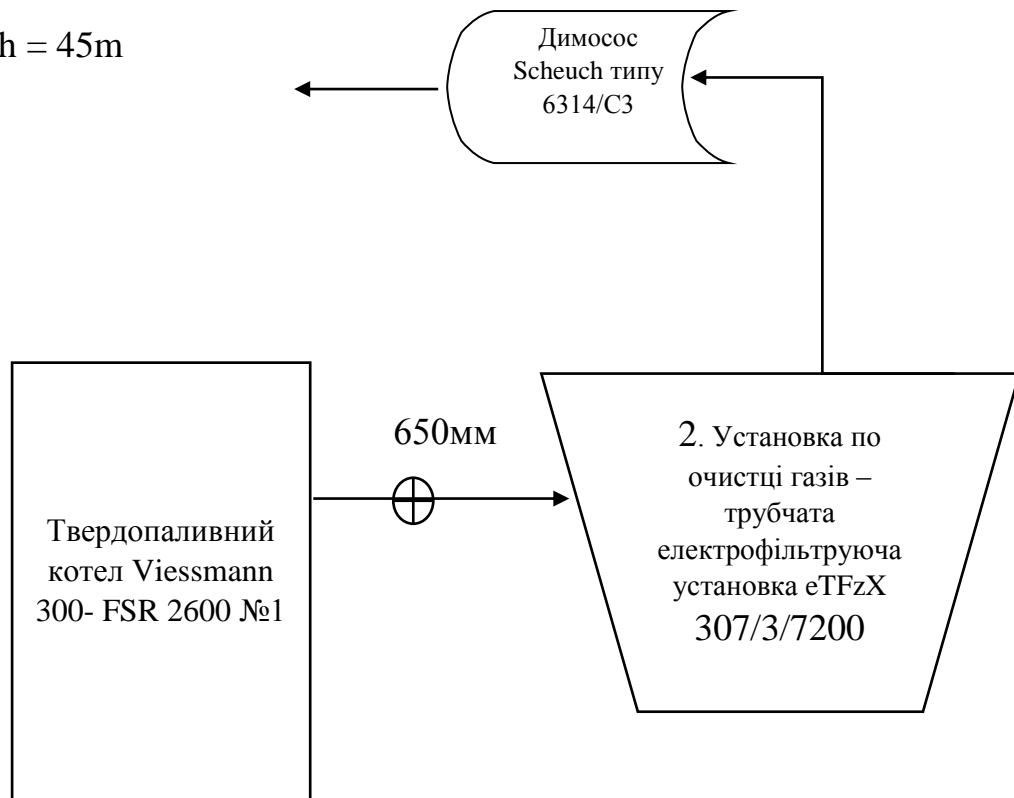 h = 45m
Димосос
Scheuch типу
6314/С3
650мм
2. Установка по
очистці газів –
трубчата
електрофільтруюча
установка eTFzX
307/3/7200
Твердопаливний
котел Viessmann
300- FSR 2600 №1